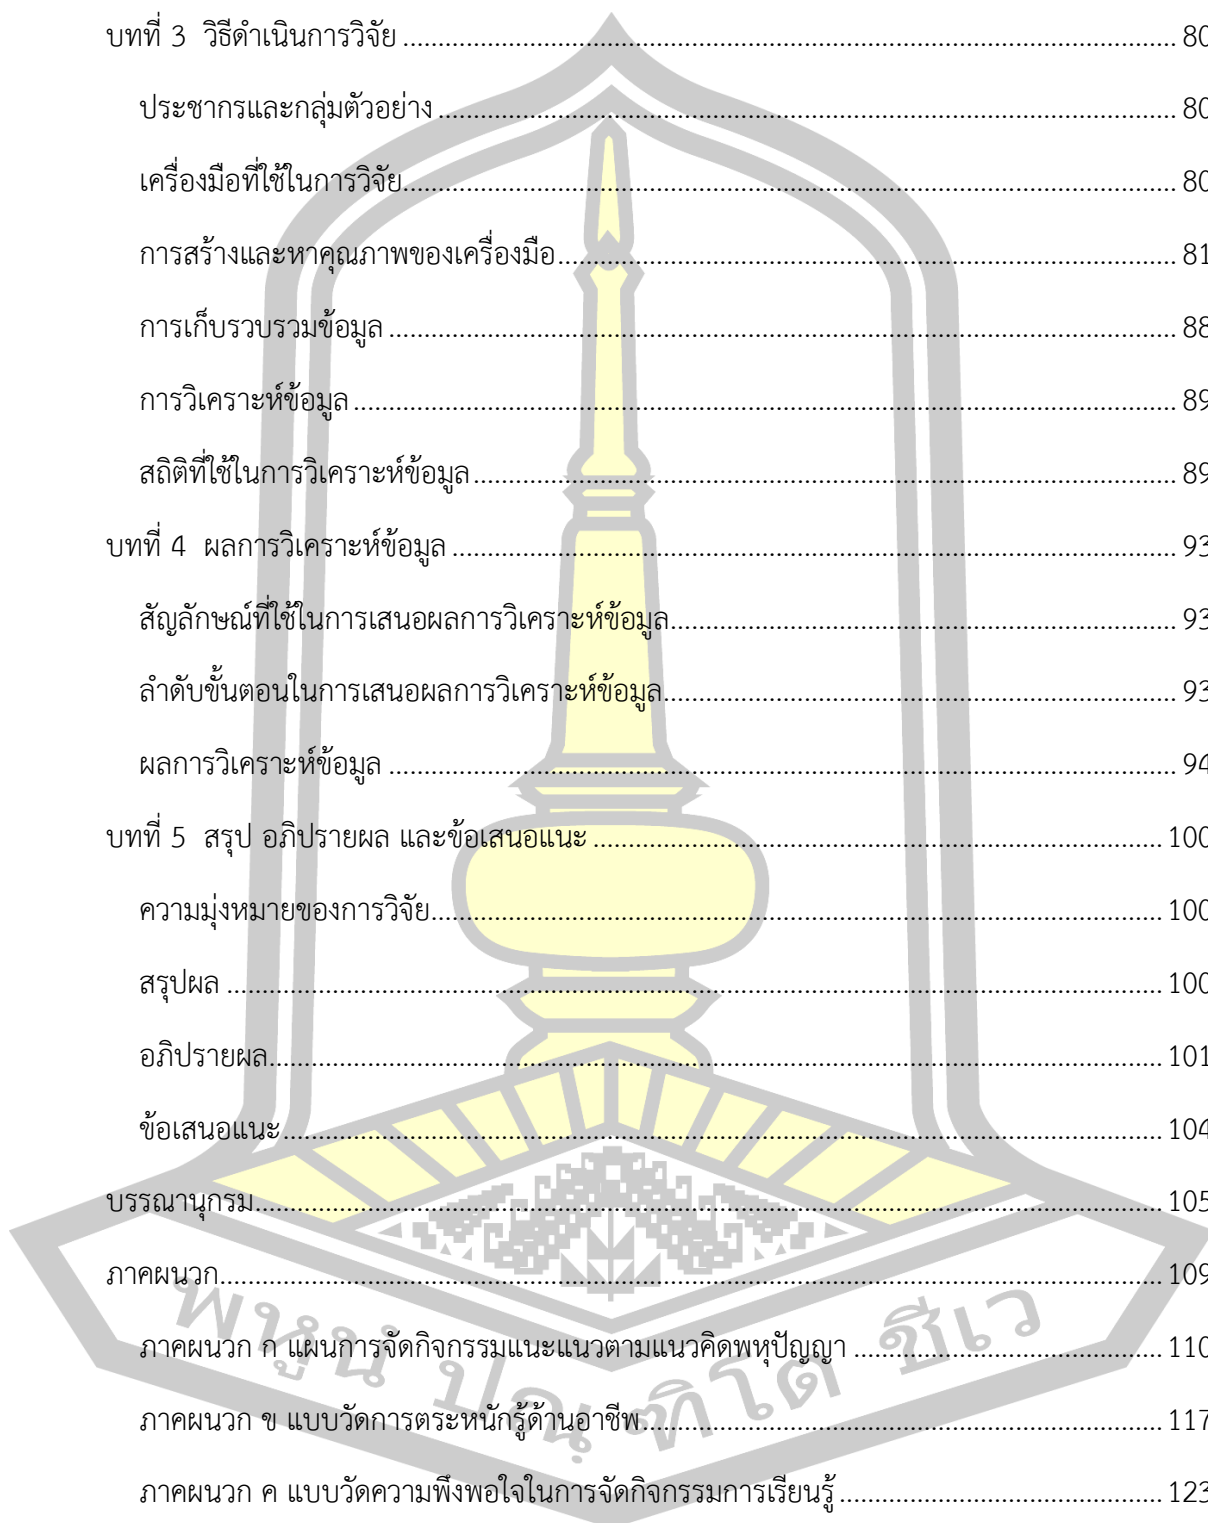 บทที่ 3 วิธีดำเนินการวิจัย ........ 80
ประชากรและกลุ่มตัวอย่าง ........ 80
เครื่องมือที่ใช้ในการวิจัย ........ 80
การสร้างและหาคุณภาพของเครื่องมือ ........ 81
การเก็บรวบรวมข้อมูล ........ 88
การวิเคราะห์ข้อมูล ........ 89
สถิติที่ใช้ในการวิเคราะห์ข้อมูล ........ 89
บทที่ 4 ผลการวิเคราะห์ข้อมูล ........ 93
สัญลักษณ์ที่ใช้ในการเสนอผลการวิเคราะห์ข้อมูล ........ 93
ลำดับขั้นตอนในการเสนอผลการวิเคราะห์ข้อมูล ........ 93
ผลการวิเคราะห์ข้อมูล ........ 94
บทที่ 5 สรุป อภิปรายผล และข้อเสนอแนะ ........ 100
ความมุ่งหมายของการวิจัย ........ 100
สรุปผล ........ 100
อภิปรายผล ........ 101
ข้อเสนอแนะ ........ 104
บรรณานุกรม ........ 105
ภาคผนวก ........ 109
ภาคผนวก ก แผนการจัดกิจกรรมแนะแนวตามแนวคิดพหุปัญญา ........ 110
ภาคผนวก ข แบบวัดการตระหนักรู้ด้านอาชีพ ........ 117
ภาคผนวก ค แบบวัดความพึงพอใจในการจัดกิจกรรมการเรียนรู้ ........ 123
พหูนํ ปณฺฑิโต ชีเว